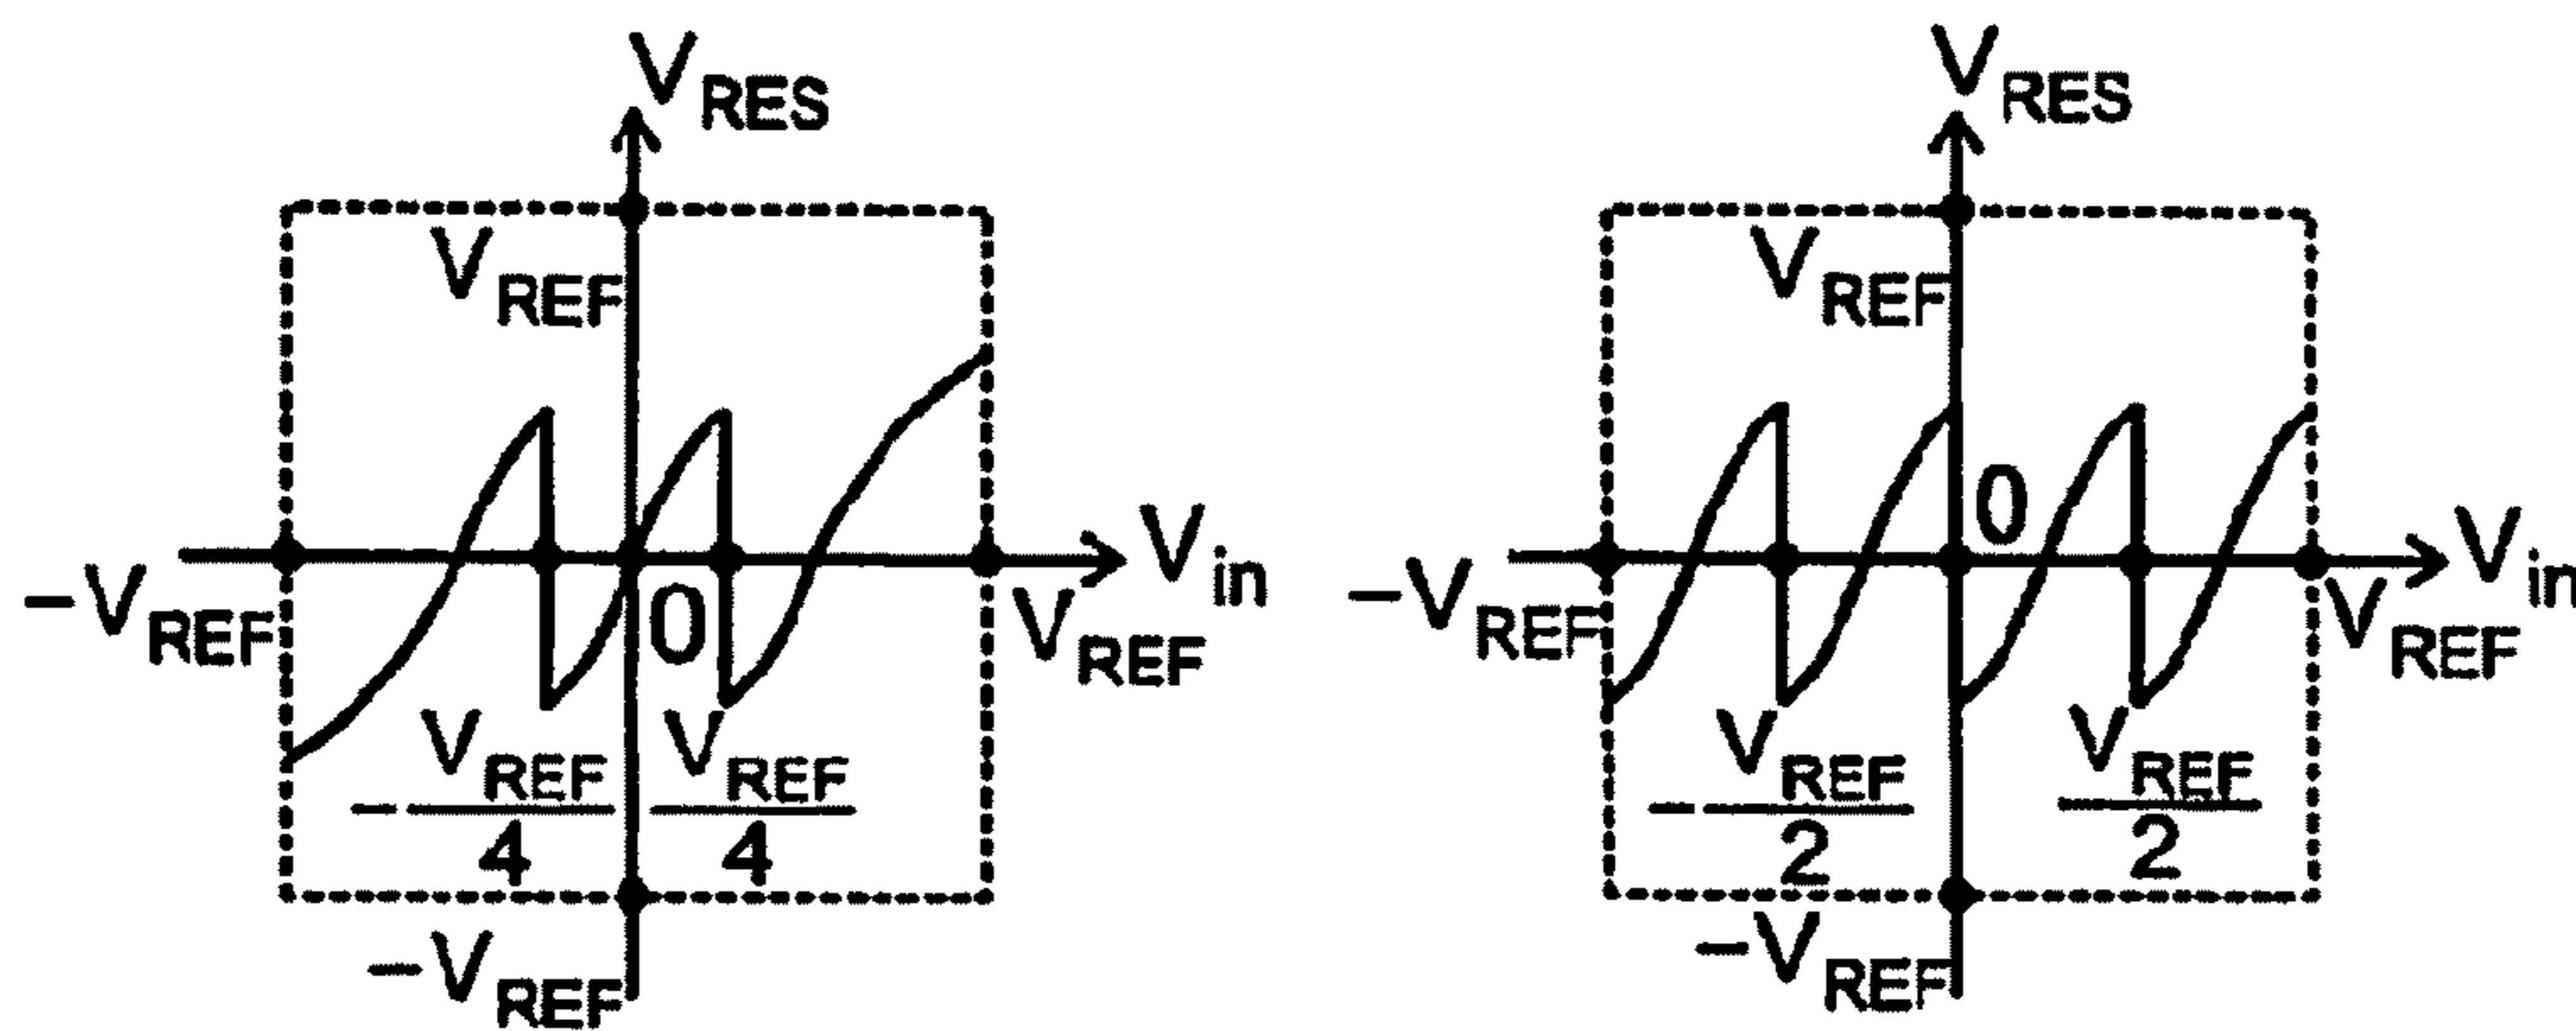 V_RES
V_REF
0
V_in
-V_REF
V_REF
-V_REF/4
V_REF/4
-V_REF
V_RES
V_REF
0
V_in
-V_REF
V_REF
-V_REF/2
V_REF/2
-V_REF